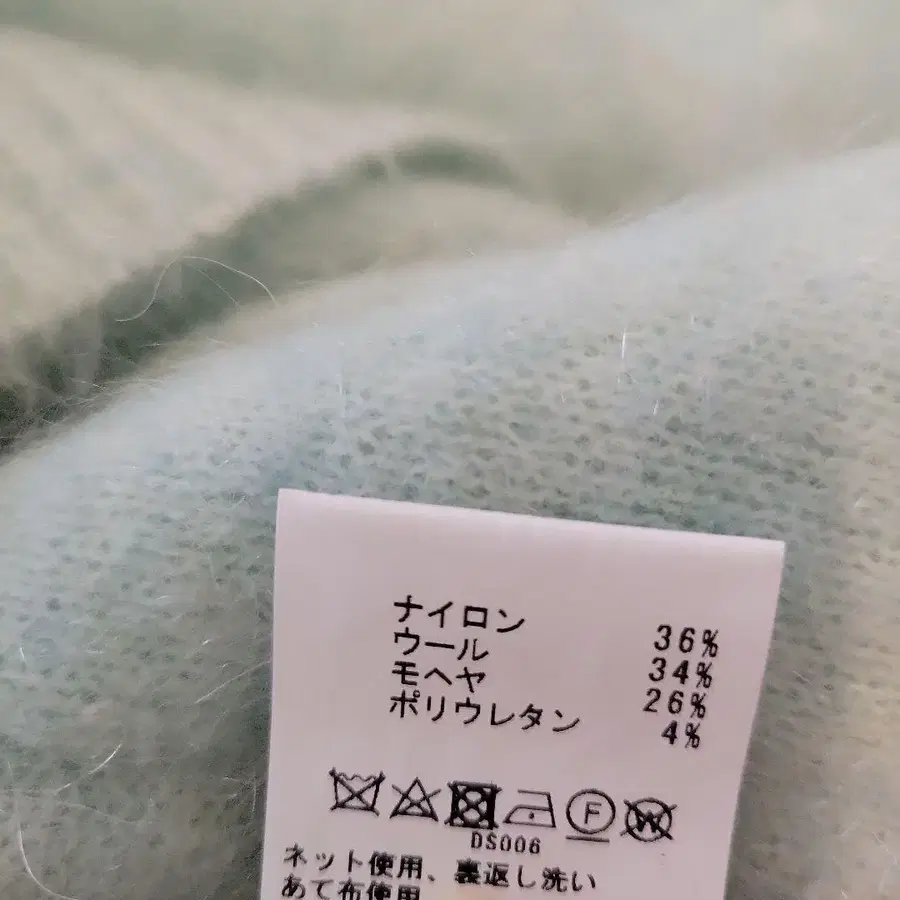 ナイロン 36%
ウール 34%
モヘヤ 26%
ポリウレタン 4%
F W
DS006
ネット使用、裏返し洗い
あて布使用